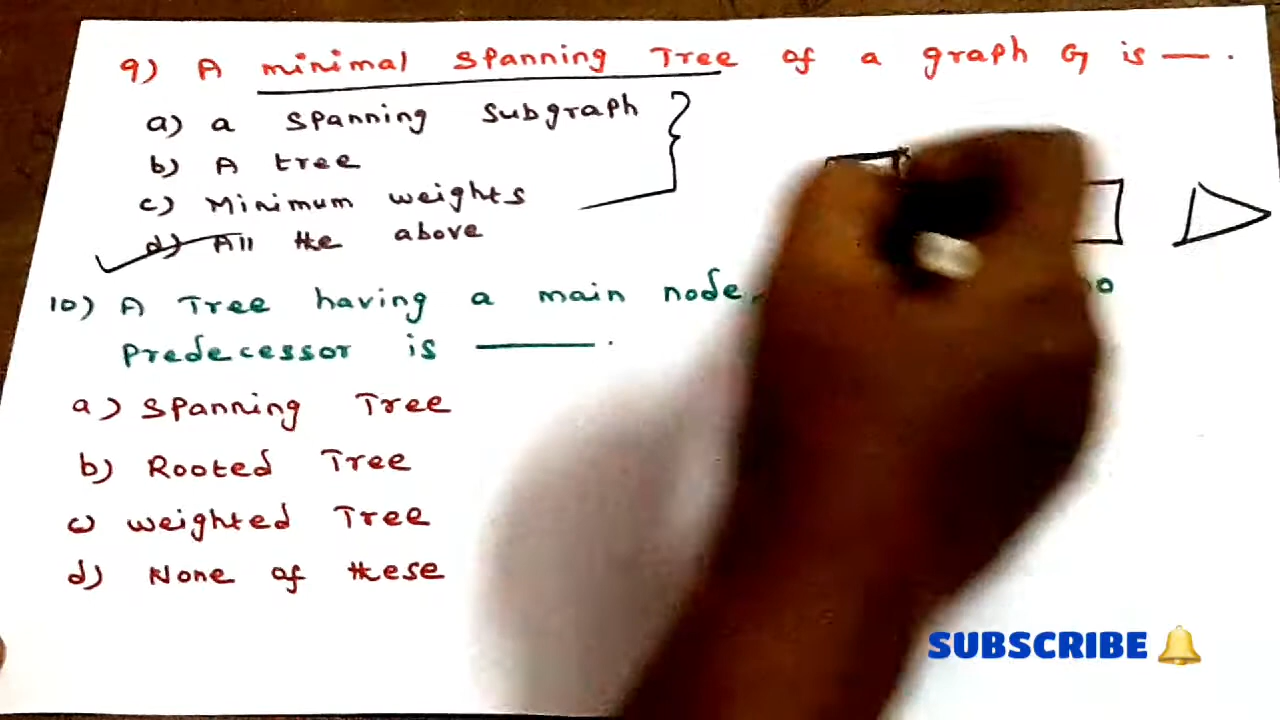 9) A minimal Spanning Tree of a graph G is — .
a) a Spanning Subgraph
b) A tree
c) Minimum weights
d) All the above
10) A Tree having a main node,
Predecessor is ——— .
a) Spanning Tree
b) Rooted Tree
c) weighted Tree
d) None of these
SUBSCRIBE